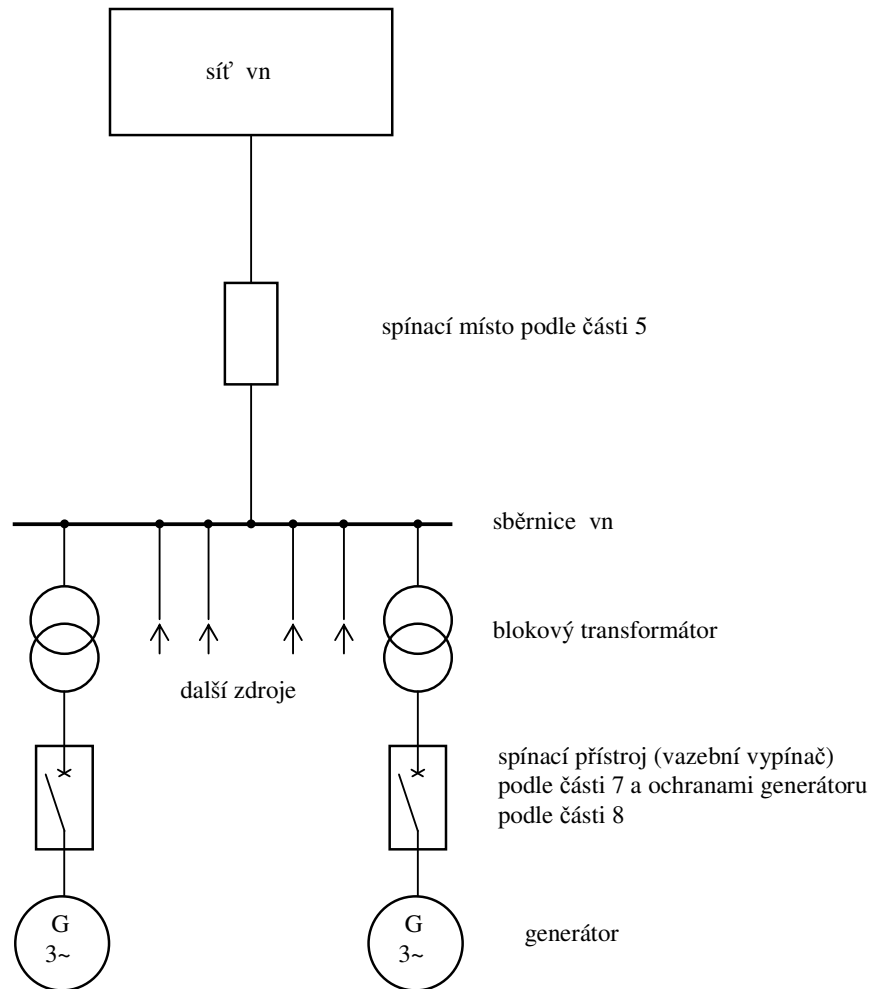 síť vn
spínací místo podle části 5
sběrnice vn
blokový transformátor
další zdroje
spínací přístroj (vazební vypínač)
podle části 7 a ochranami generátoru
podle části 8
G
3~
G
3~
generátor